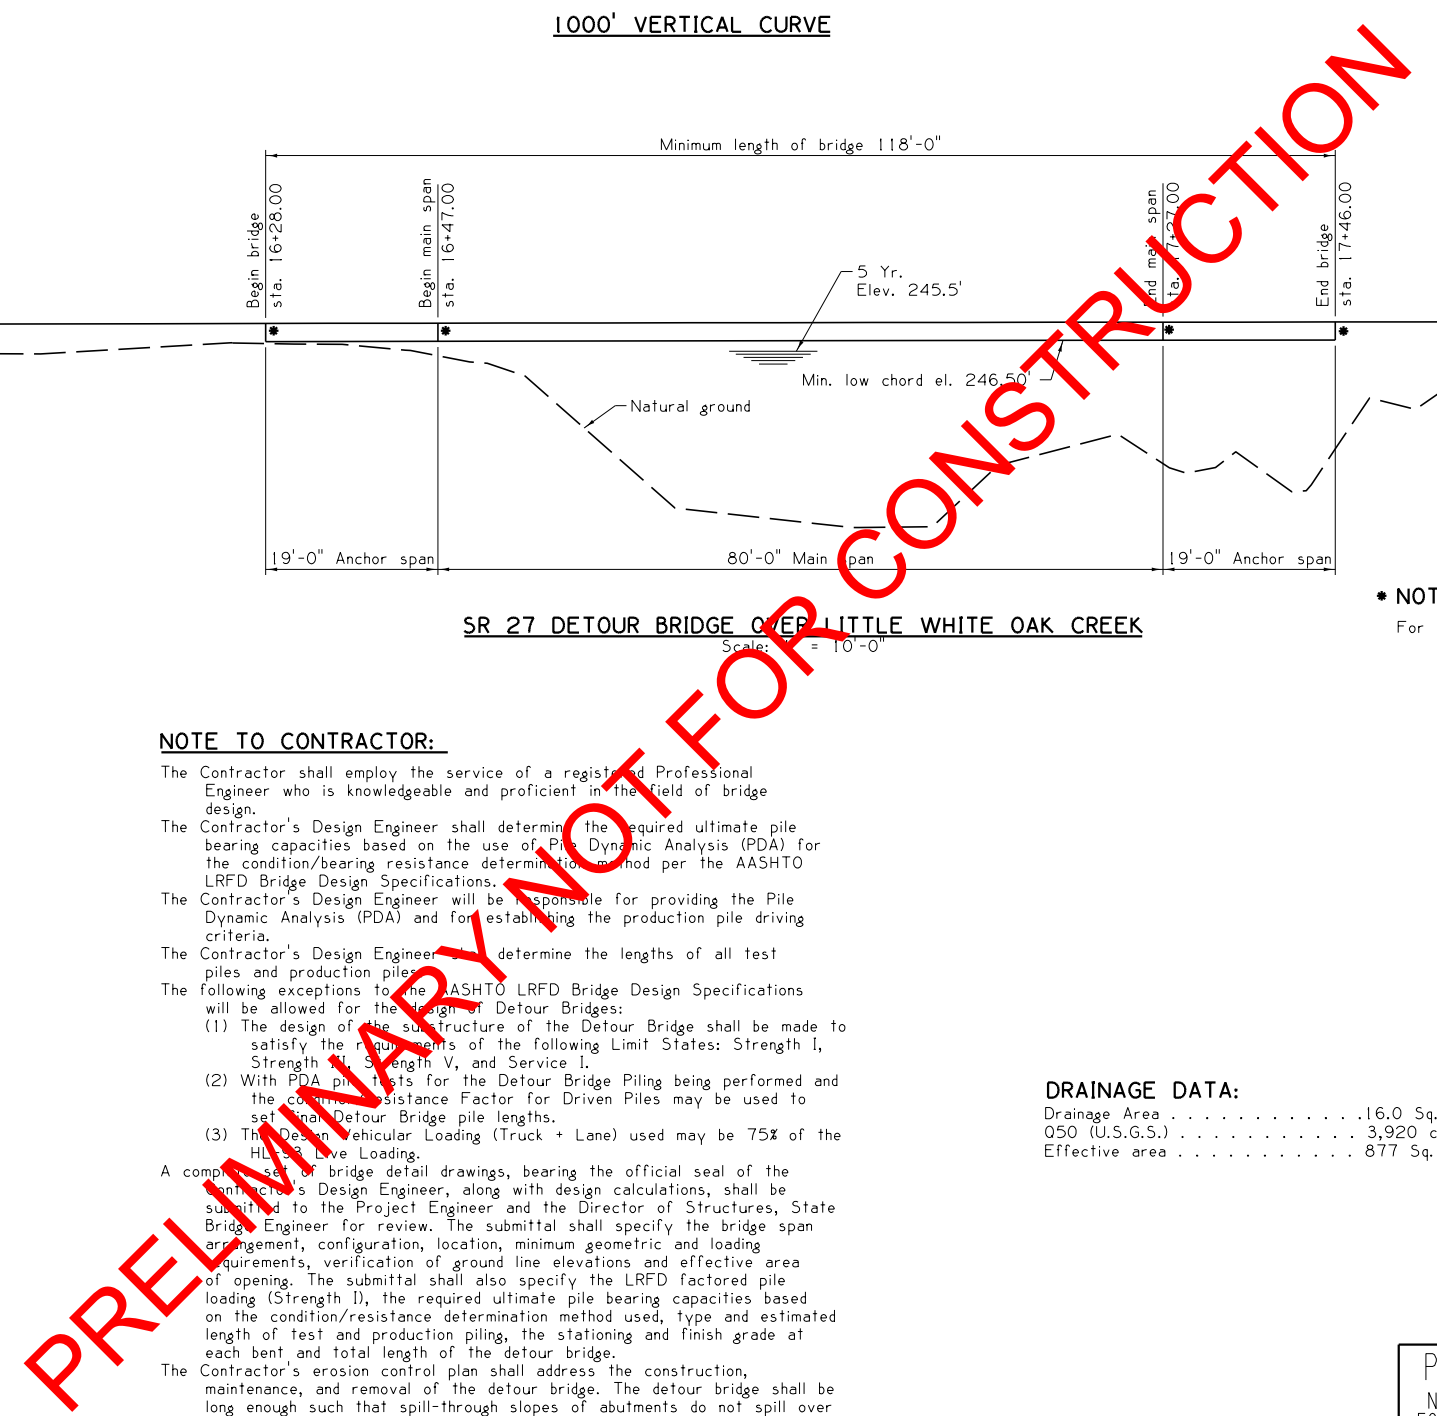 1000' VERTICAL CURVE
Minimum length of bridge 118'-0"
Begin bridge
sta. 16+28.00
Begin main span
sta. 16+47.00
End main span
sta. 17+27.00
End bridge
sta. 17+46.00
5 Yr.
Elev. 245.5'
Min. low chord el. 246.50'
Natural ground
19'-0" Anchor span
80'-0" Main span
19'-0" Anchor span
* NOT
For
SR 27 DETOUR BRIDGE OVER LITTLE WHITE OAK CREEK
Scale: = 10'-0"
NOTE TO CONTRACTOR:
The Contractor shall employ the service of a registered Professional
Engineer who is knowledgeable and proficient in the field of bridge
design.
The Contractor's Design Engineer shall determine the required ultimate pile
bearing capacities based on the use of Pile Dynamic Analysis (PDA) for
the condition/bearing resistance determination method per the AASHTO
LRFD Bridge Design Specifications.
The Contractor's Design Engineer will be responsible for providing the Pile
Dynamic Analysis (PDA) and for establishing the production pile driving
criteria.
The Contractor's Design Engineer shall determine the lengths of all test
piles and production piles.
The following exceptions to the AASHTO LRFD Bridge Design Specifications
will be allowed for the design of Detour Bridges:
(1) The design of the substructure of the Detour Bridge shall be made to
satisfy the requirements of the following Limit States: Strength I,
Strength Strength V, and Service I.
(2) With PDA pile tests for the Detour Bridge Piling being performed and
the condition/resistance Factor for Driven Piles may be used to
set final Detour Bridge pile lengths.
(3) The Design Vehicular Loading (Truck + Lane) used may be 75% of the
HL-93 Live Loading.
A complete set of bridge detail drawings, bearing the official seal of the
Contractor's Design Engineer, along with design calculations, shall be
submitted to the Project Engineer and the Director of Structures, State
Bridge Engineer for review. The submittal shall specify the bridge span
arrangement, configuration, location, minimum geometric and loading
requirements, verification of ground line elevations and effective area
of opening. The submittal shall also specify the LRFD factored pile
loading (Strength I), the required ultimate pile bearing capacities based
on the condition/resistance determination method used, type and estimated
length of test and production piling, the stationing and finish grade at
each bent and total length of the detour bridge.
The Contractor's erosion control plan shall address the construction,
maintenance, and removal of the detour bridge. The detour bridge shall be
long enough such that spill-through slopes of abutments do not spill over
DRAINAGE DATA:
Drainage Area . . . . . . . . . . . . .16.0 Sq.
Q50 (U.S.G.S.) . . . . . . . . . . . . 3,920 c
Effective area . . . . . . . . . . . . 877 Sq.
P
N
PRELIMINARY NOT FOR CONSTRUCTION